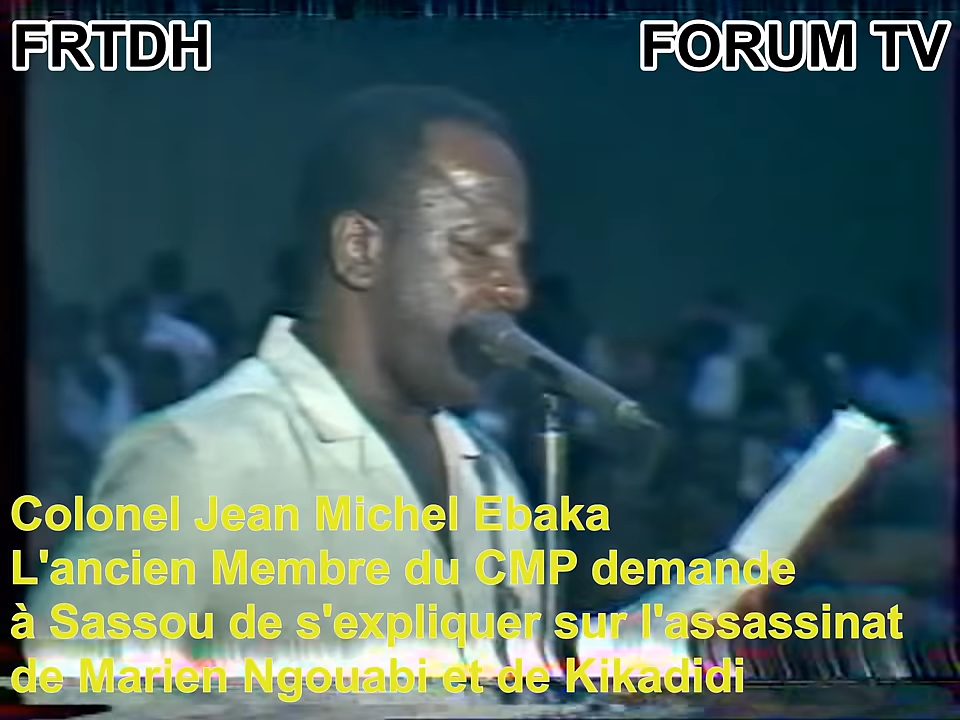 FRTDH FORUM TV
Colonel Jean Michel Ebaka
L'ancien Membre du CMP demande
à Sassou de s'expliquer sur l'assassinat
de Marien Ngouabi et de Kikadidi